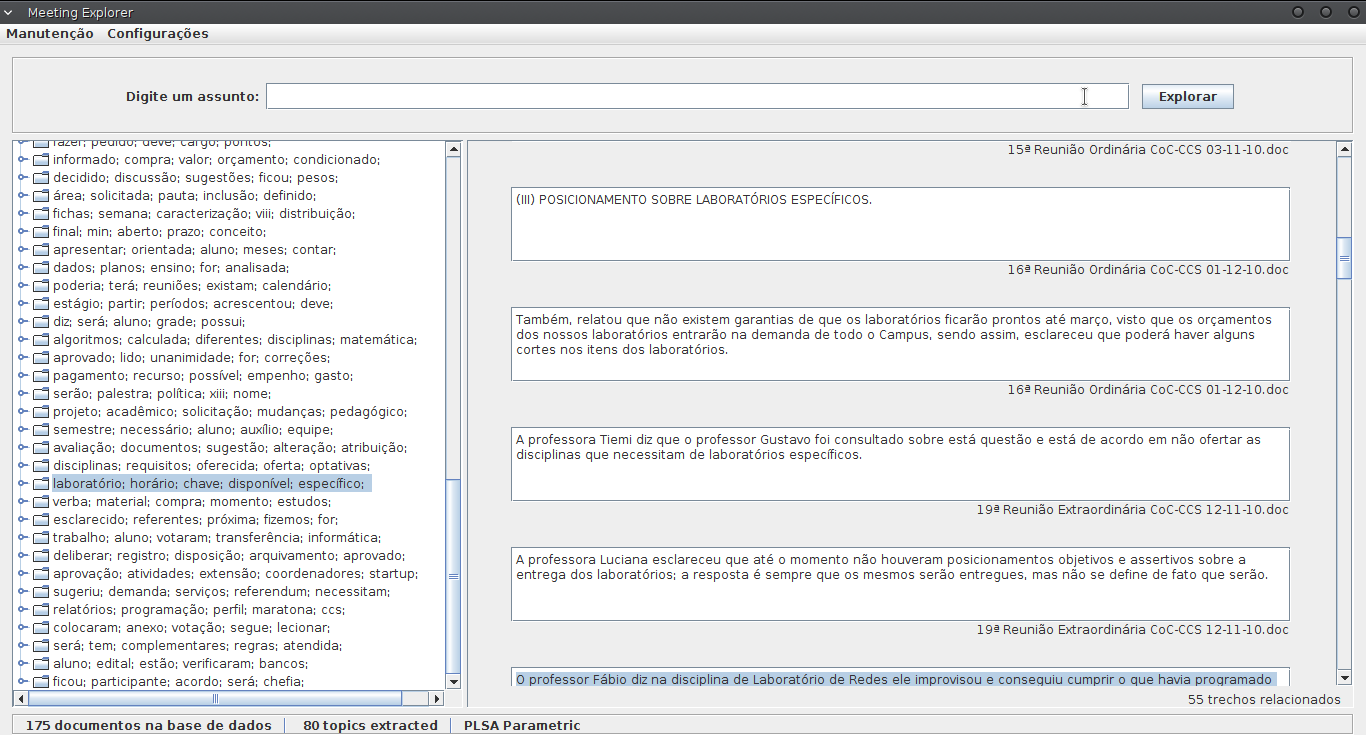 Meeting Explorer
Manutenção Configurações
Digite um assunto: Explorar
fazer; pedido; deve; cargo; pontos;
informado; compra; valor; orçamento; condicionado;
decidido; discussão; sugestões; ficou; pesos;
área; solicitada; pauta; inclusão; definido;
fichas; semana; caracterização; viii; distribuição;
final; min; aberto; prazo; conceito;
apresentar; orientada; aluno; meses; contar;
dados; planos; ensino; for; analisada;
poderia; terá; reuniões; existam; calendário;
estágio; partir; períodos; acrescentou; deve;
diz; será; aluno; grade; possui;
algoritmos; calculada; diferentes; disciplinas; matemática;
aprovado; lido; unanimidade; for; correções;
pagamento; recurso; possível; empenho; gasto;
serão; palestra; política; xiii; nome;
projeto; acadêmico; solicitação; mudanças; pedagógico;
semestre; necessário; aluno; auxílio; equipe;
avaliação; documentos; sugestão; alteração; atribuição;
disciplinas; requisitos; oferecida; oferta; optativas;
laboratório; horário; chave; disponível; específico;
verba; material; compra; momento; estudos;
esclarecido; referentes; próxima; fizemos; for;
trabalho; aluno; votaram; transferência; informática;
deliberar; registro; disposição; arquivamento; aprovado;
aprovação; atividades; extensão; coordenadores; startup;
sugeriu; demanda; serviços; referendum; necessitam;
relatórios; programação; perfil; maratona; ccs;
colocaram; anexo; votação; segue; lecionar;
será; tem; complementares; regras; atendida;
aluno; edital; estão; verificaram; bancos;
ficou; participante; acordo; será; chefia;
15ª Reunião Ordinária CoC-CCS 03-11-10.doc
(III) POSICIONAMENTO SOBRE LABORATÓRIOS ESPECÍFICOS.
16ª Reunião Ordinária CoC-CCS 01-12-10.doc
Também, relatou que não existem garantias de que os laboratórios ficarão prontos até março, visto que os orçamentos
dos nossos laboratórios entrarão na demanda de todo o Campus, sendo assim, esclareceu que poderá haver alguns
cortes nos itens dos laboratórios.
16ª Reunião Ordinária CoC-CCS 01-12-10.doc
A professora Tiemi diz que o professor Gustavo foi consultado sobre está questão e está de acordo em não ofertar as
disciplinas que necessitam de laboratórios específicos.
19ª Reunião Extraordinária CoC-CCS 12-11-10.doc
A professora Luciana esclareceu que até o momento não houveram posicionamentos objetivos e assertivos sobre a
entrega dos laboratórios; a resposta é sempre que os mesmos serão entregues, mas não se define de fato que serão.
19ª Reunião Extraordinária CoC-CCS 12-11-10.doc
O professor Fábio diz na disciplina de Laboratório de Redes ele improvisou e conseguiu cumprir o que havia programado
55 trechos relacionados
175 documentos na base de dados 80 topics extracted PLSA Parametric